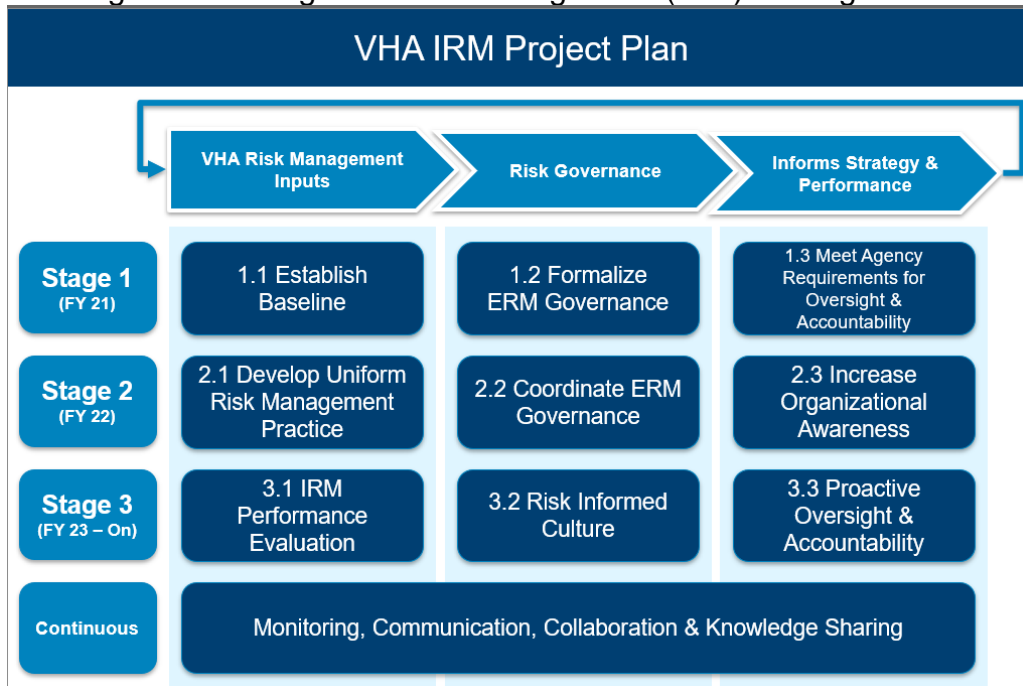 VHA IRM Project Plan
VHA Risk Management
Inputs
Risk Governance
Informs Strategy &
Performance
Stage 1
(FY 21)
1.1 Establish
Baseline
1.2 Formalize
ERM Governance
1.3 Meet Agency
Requirements for
Oversight &
Accountability
Stage 2
(FY 22)
2.1 Develop Uniform
Risk Management
Practice
2.2 Coordinate ERM
Governance
2.3 Increase
Organizational
Awareness
Stage 3
(FY 23 – On)
3.1 IRM
Performance
Evaluation
3.2 Risk Informed
Culture
3.3 Proactive
Oversight &
Accountability
Continuous
Monitoring, Communication, Collaboration & Knowledge Sharing